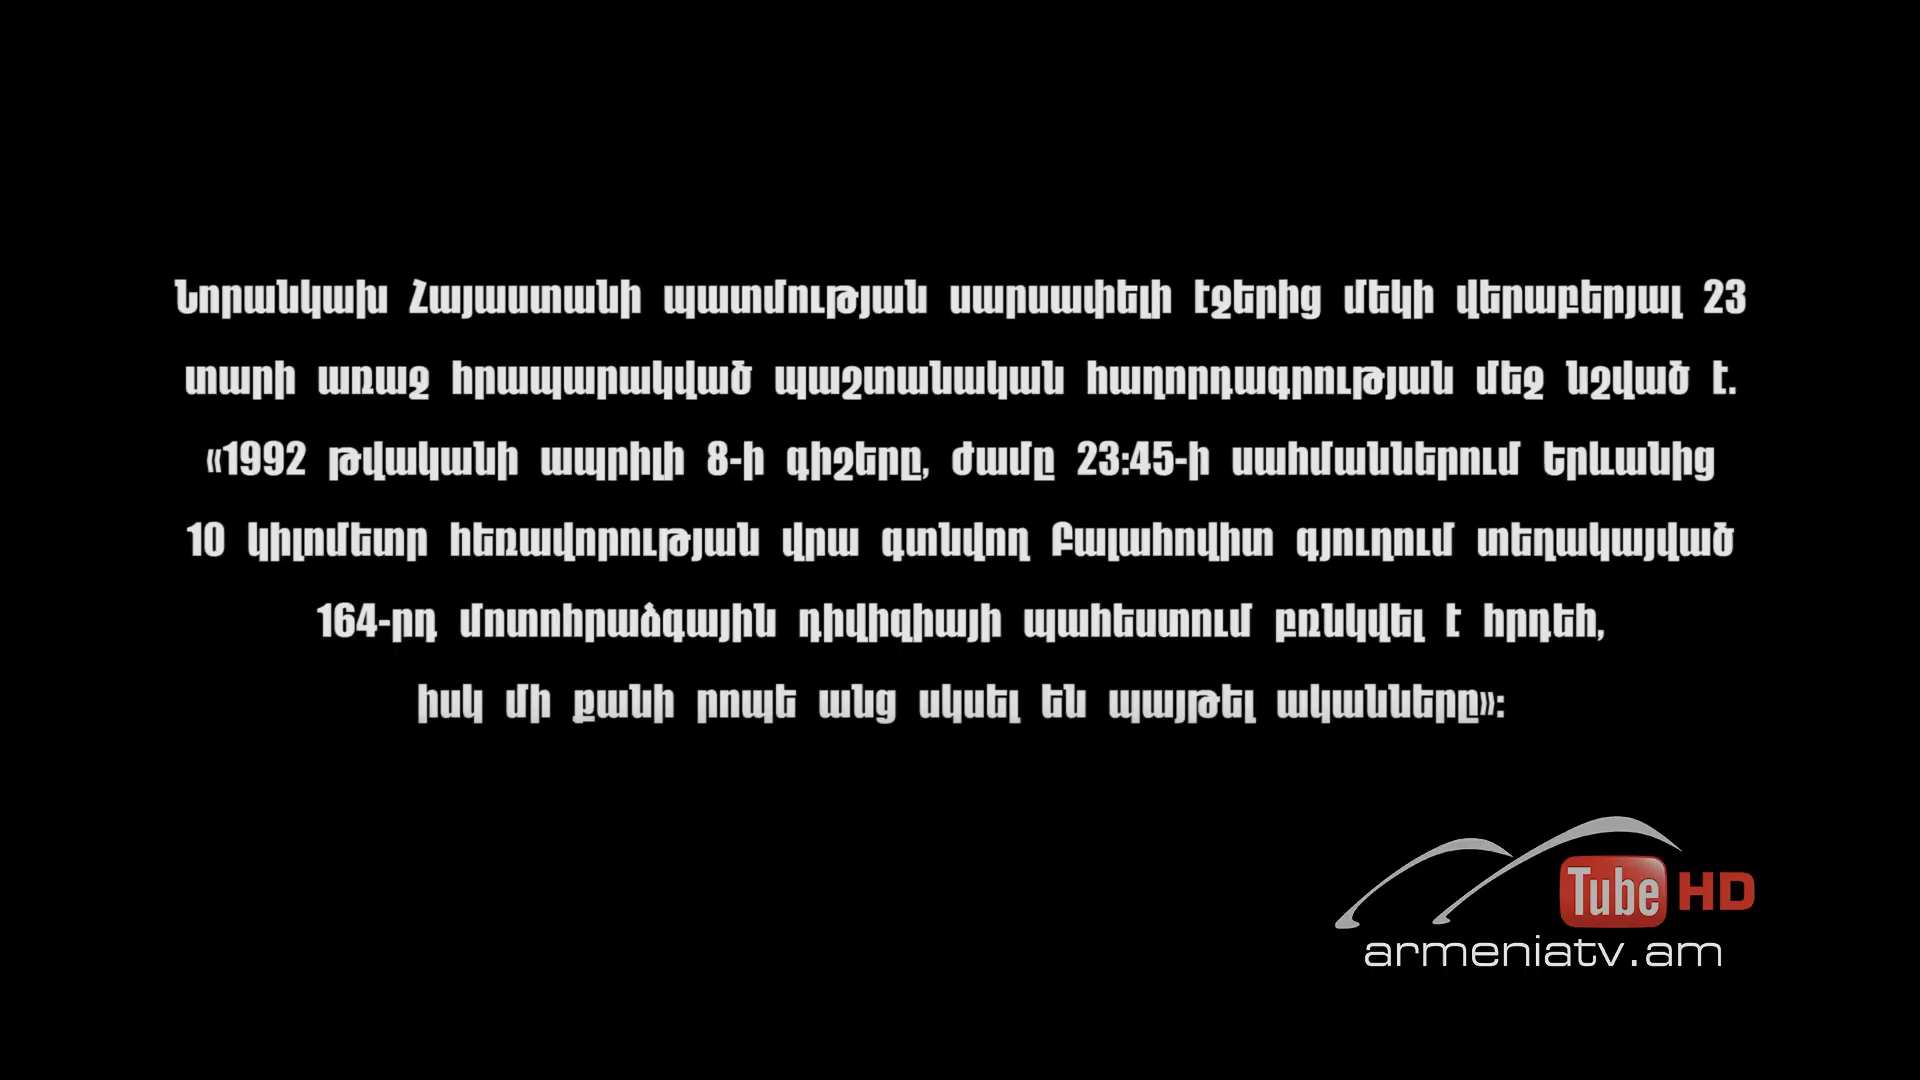 Նորանկախ Հայաստանի պատմության սարսափելի էջերից մեկի վերաբերյալ 23
տարի առաջ հրապարակված պաշտանական հաղորդագրության մեջ նշված է.
«1992 թվականի ապրիլի 8-ի գիշերը, ժամը 23:45-ի սահմաններում Երևանից
10 կիլոմետր հեռավորության վրա գտնվող Բալահովիտ գյուղում տեղակայված
164-րդ մոտոհրաձգային դիվիզիայի պահեստում բռնկվել է հրդեհ,
իսկ մի քանի րոպե անց սկսել են պայթել ականները»:
Tube HD
armeniatv.am